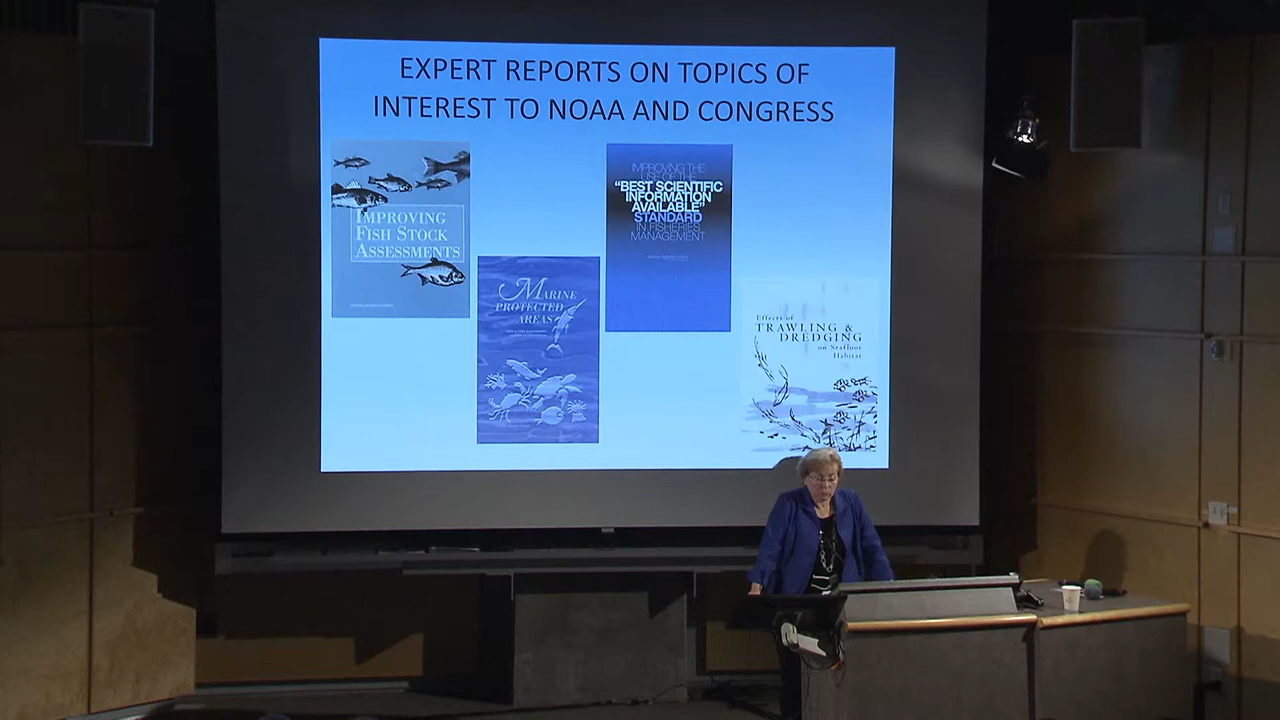 EXPERT REPORTS ON TOPICS OF
INTEREST TO NOAA AND CONGRESS
IMPROVING
FISH STOCK
ASSESSMENTS
MARINE
PROTECTED
AREAS
IMPROVING THE
USE OF THE
"BEST SCIENTIFIC
INFORMATION
AVAILABLE"
STANDARD
IN FISHERIES
MANAGEMENT
Effects of
TRAWLING &
DREDGING
on Seafloor
Habitat